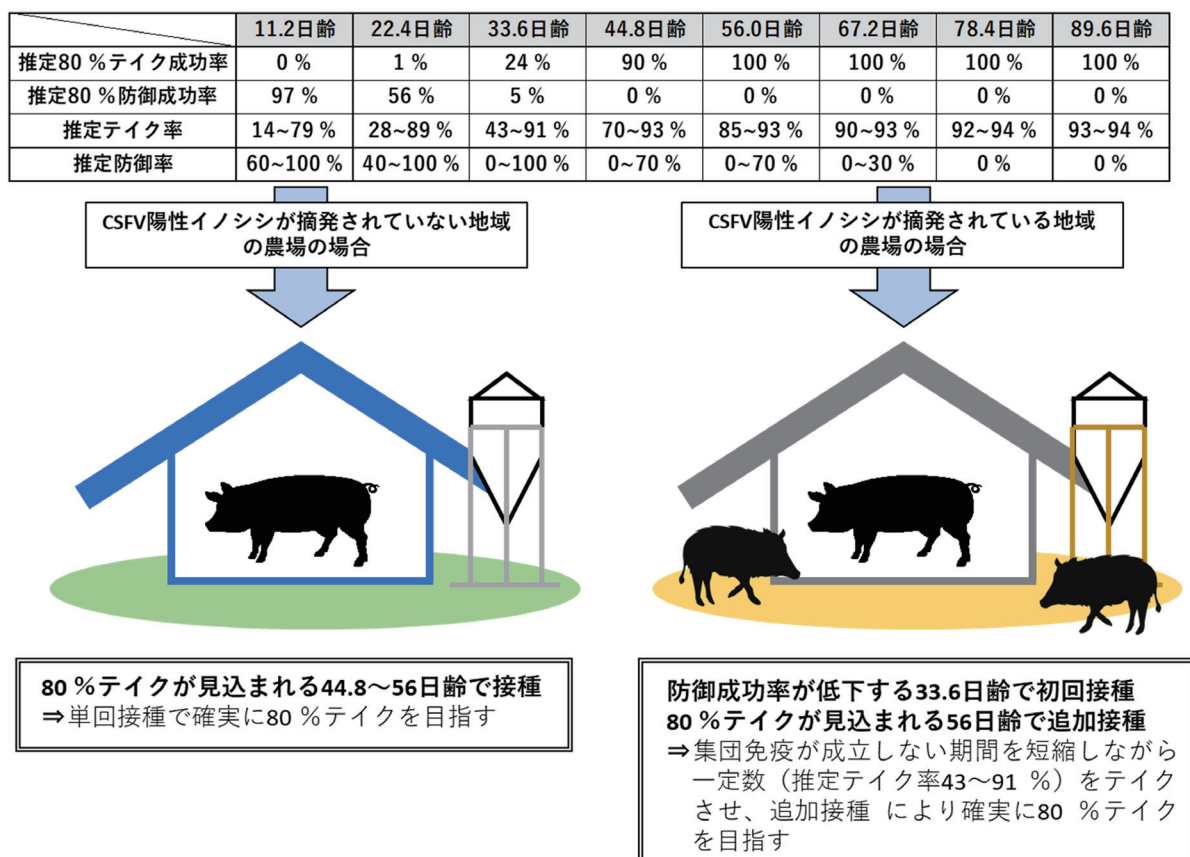 11.2日齢 22.4日齢 33.6日齢 44.8日齢 56.0日齢 67.2日齢 78.4日齢 89.6日齢
推定80 %テイク成功率 0 % 1 % 24 % 90 % 100 % 100 % 100 % 100 %
推定80 %防御成功率 97 % 56 % 5 % 0 % 0 % 0 % 0 % 0 %
推定テイク率 14~79 % 28~89 % 43~91 % 70~93 % 85~93 % 90~93 % 92~94 % 93~94 %
推定防御率 60~100 % 40~100 % 0~100 % 0~70 % 0~70 % 0~30 % 0 % 0 %
CSFV陽性イノシシが摘発されていない地域
の農場の場合
CSFV陽性イノシシが摘発されている地域
の農場の場合
80 %テイクが見込まれる44.8～56日齢で接種
⇒単回接種で確実に80 %テイクを目指す
防御成功率が低下する33.6日齢で初回接種
80 %テイクが見込まれる56日齢で追加接種
⇒集団免疫が成立しない期間を短縮しながら
一定数（推定テイク率43～91 %）をテイク
させ、追加接種 により確実に80 %テイク
を目指す